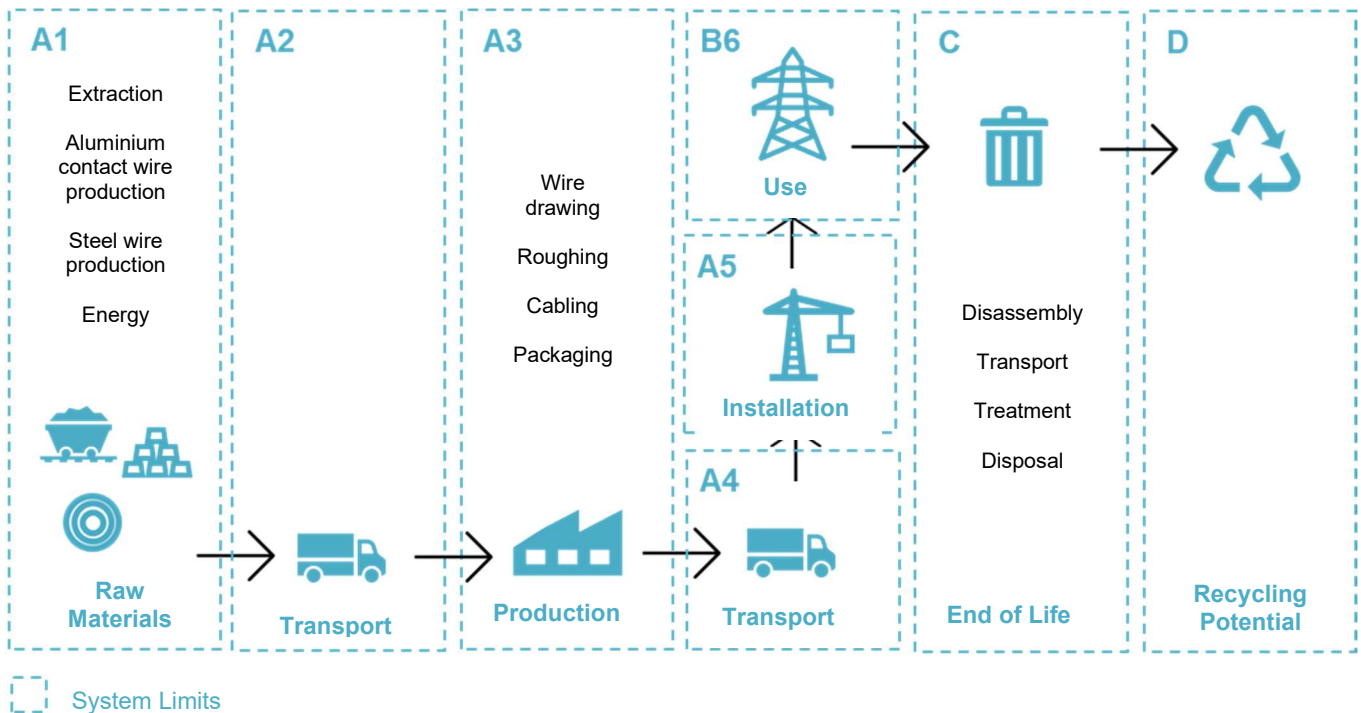 A1
Extraction
Aluminium
contact wire
production
Steel wire
production
Energy
Raw
Materials
A2
Transport
A3
Wire
drawing
Roughing
Cabling
Packaging
Production
B6
Use
A5
Installation
A4
Transport
C
Disassembly
Transport
Treatment
Disposal
End of Life
D
Recycling
Potential
System Limits